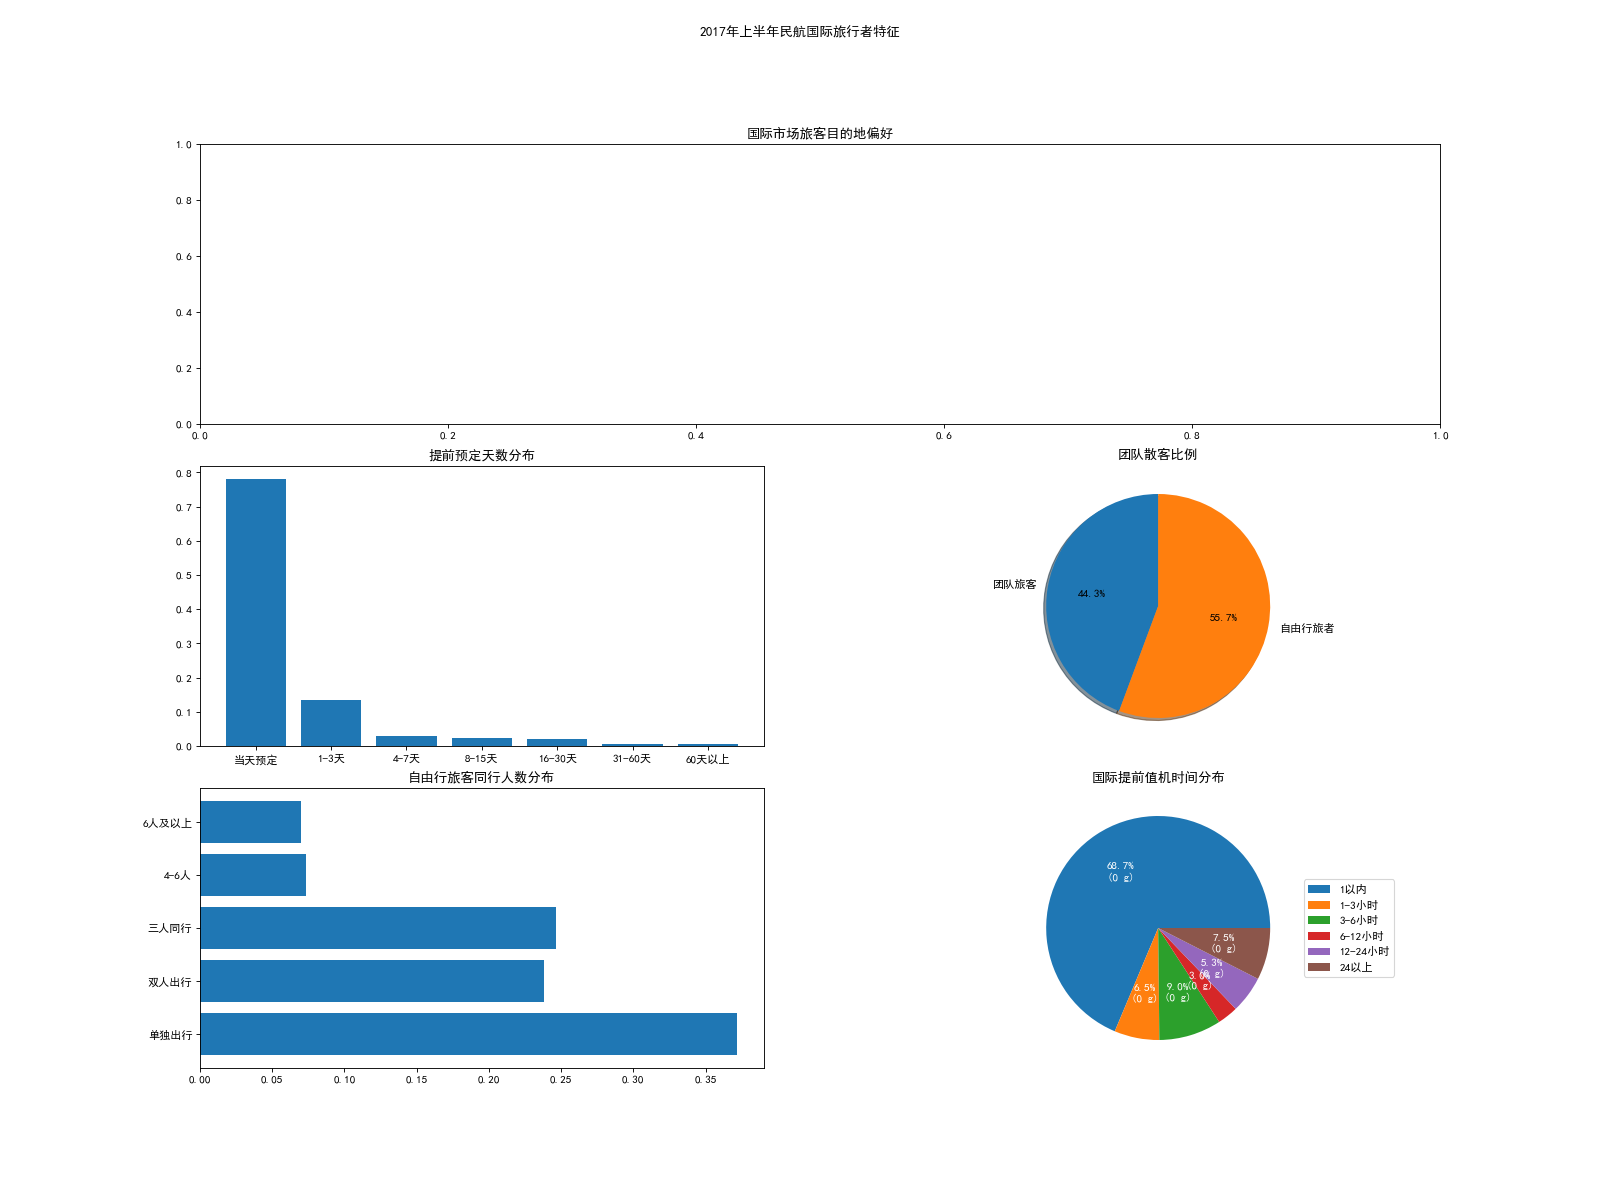 2017年上半年民航国际旅行者特征
国际市场旅客目的地偏好
1.0
0.8
0.6
0.4
0.2
0.0
0.0 0.2 0.4 0.6 0.8 1.0
提前预定天数分布
0.8
0.7
0.6
0.5
0.4
0.3
0.2
0.1
0.0
当天预定 1-3天 4-7天 8-15天 16-30天 31-60天 60天以上
团队散客比例
团队旅客
44.3%
55.7%
自由行旅者
自由行旅客同行人数分布
6人及以上
4-6人
三人同行
双人出行
单独出行
0.00 0.05 0.10 0.15 0.20 0.25 0.30 0.35
国际提前值机时间分布
68.7%
(0 g)
6.5%
(0 g)
9.0%
(0 g)
3.0%
(0 g)
5.3%
(0 g)
7.5%
(0 g)
1以内
1-3小时
3-6小时
6-12小时
12-24小时
24以上